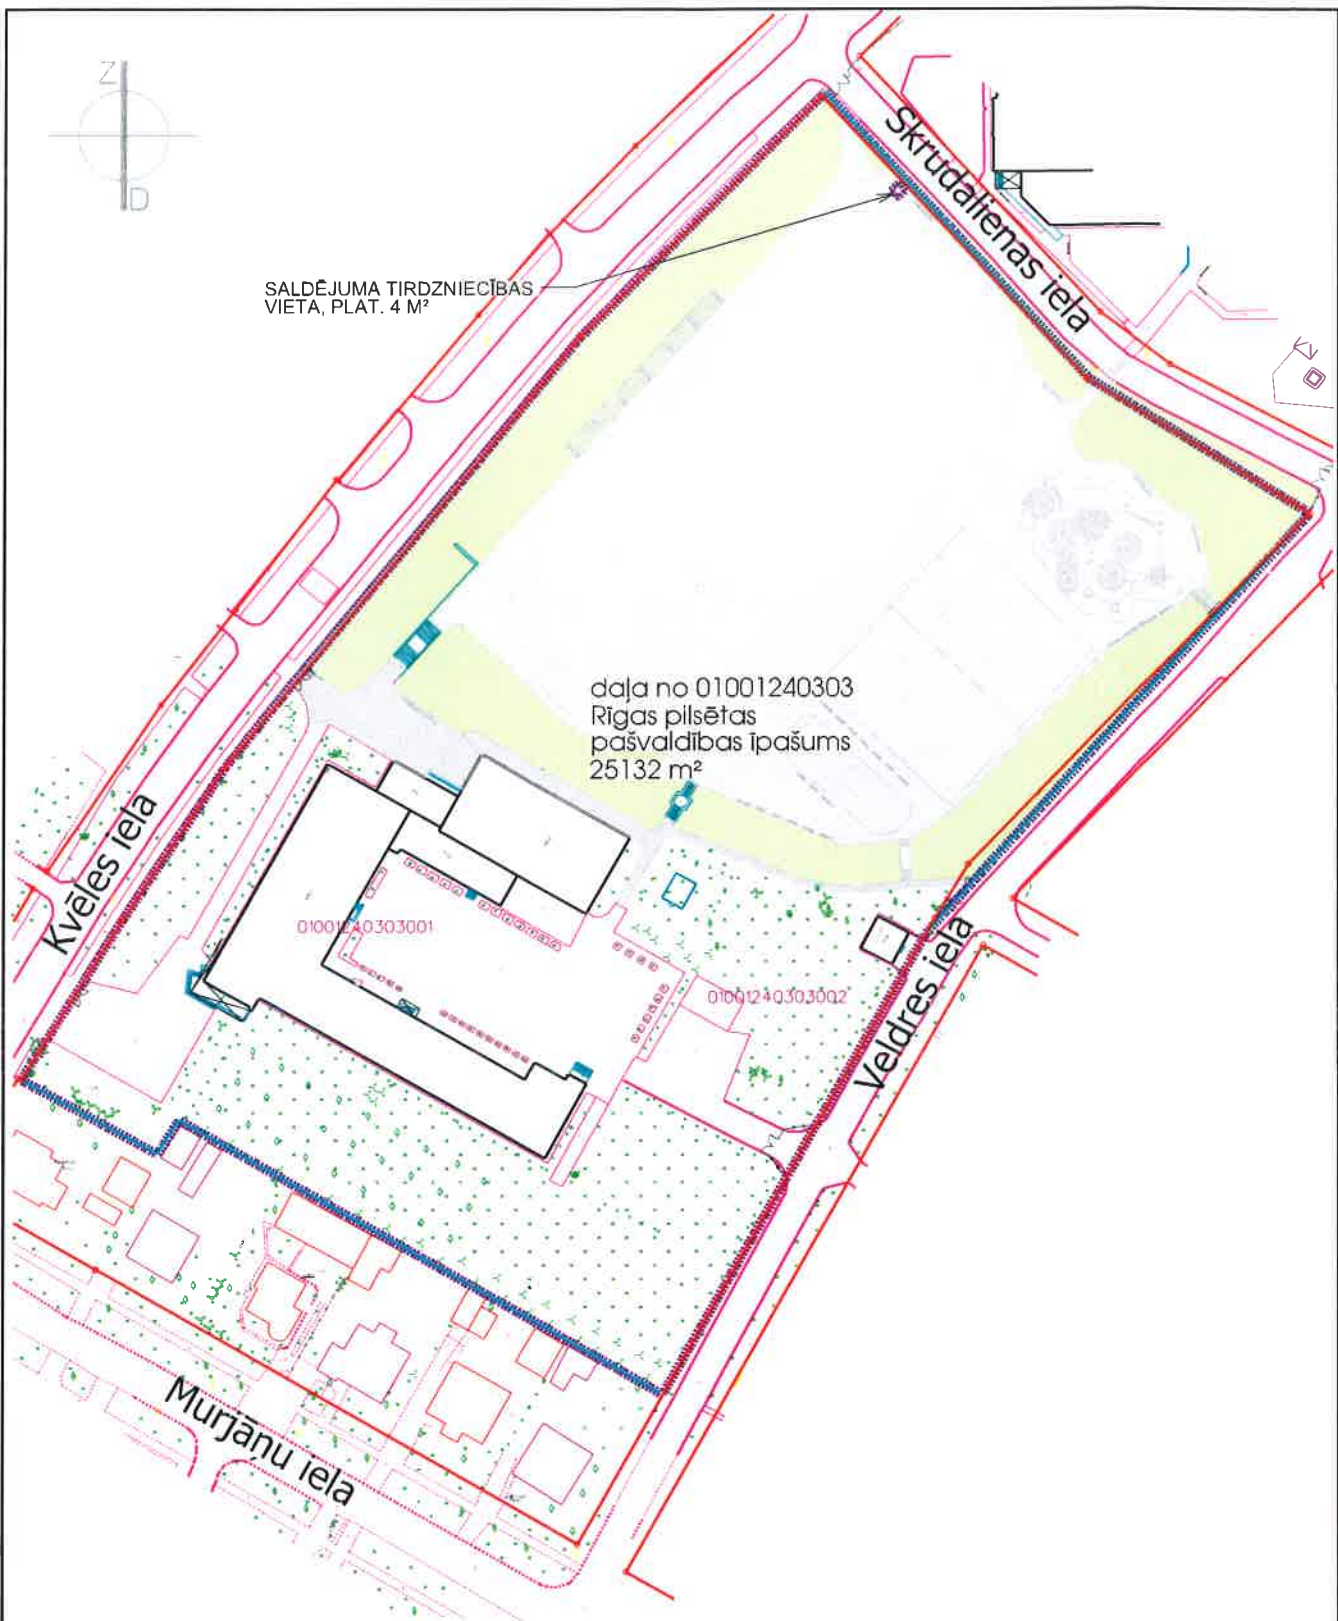 Z
D
Skrudalienas iela
SALDĒJUMA TIRDZNIECĪBAS
VIETA, PLAT. 4 M²
daļa no 01001240303
Rīgas pilsētas
pašvaldības īpašums
25132 m²
Kvēles iela
01001240303001
01001240303002
Veldres iela
Murjāņu iela